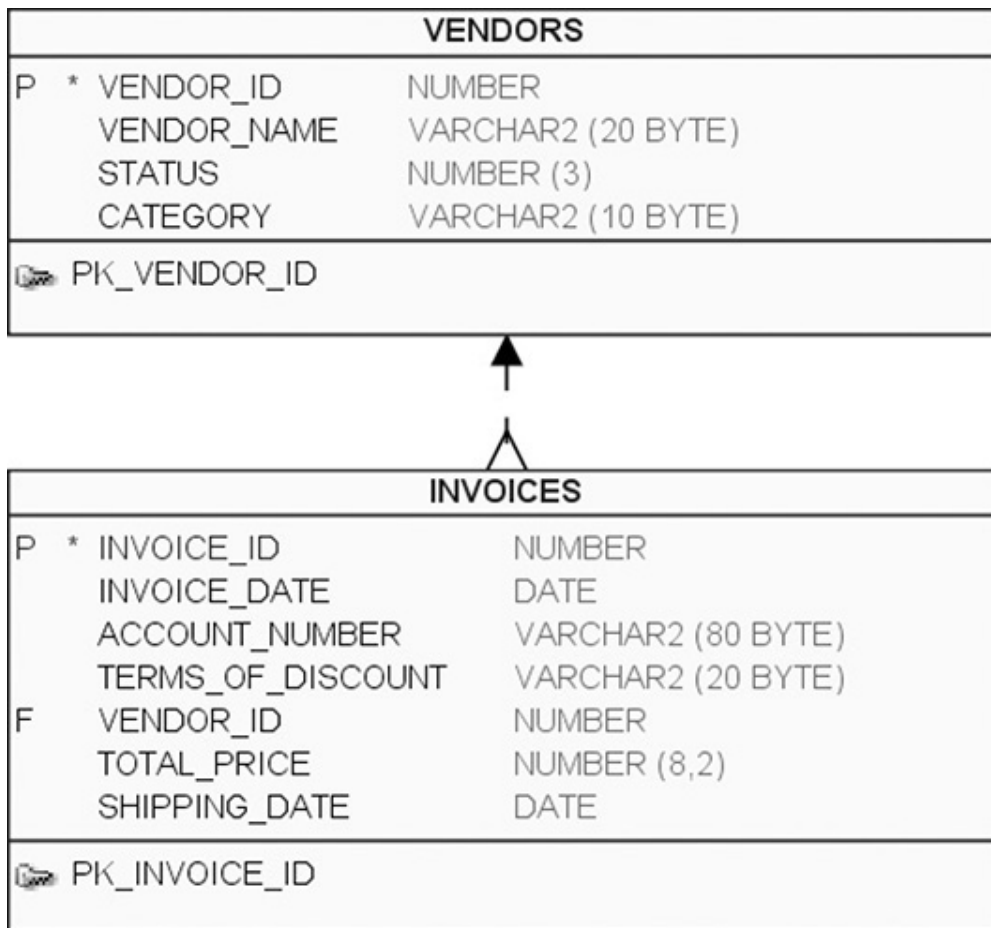 VENDORS
P * VENDOR_ID NUMBER
VENDOR_NAME VARCHAR2 (20 BYTE)
STATUS NUMBER (3)
CATEGORY VARCHAR2 (10 BYTE)
PK_VENDOR_ID
INVOICES
P * INVOICE_ID NUMBER
INVOICE_DATE DATE
ACCOUNT_NUMBER VARCHAR2 (80 BYTE)
TERMS_OF_DISCOUNT VARCHAR2 (20 BYTE)
F VENDOR_ID NUMBER
TOTAL_PRICE NUMBER (8,2)
SHIPPING_DATE DATE
PK_INVOICE_ID